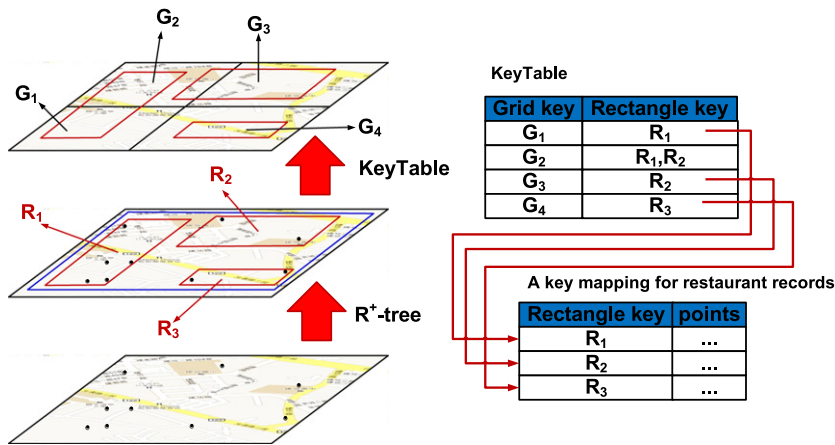 G2
G3
G1
G4
KeyTable
R1
R2
R3
R+-tree
KeyTable
Grid key Rectangle key
G1 R1
G2 R1,R2
G3 R2
G4 R3
A key mapping for restaurant records
Rectangle key points
R1 ...
R2 ...
R3 ...